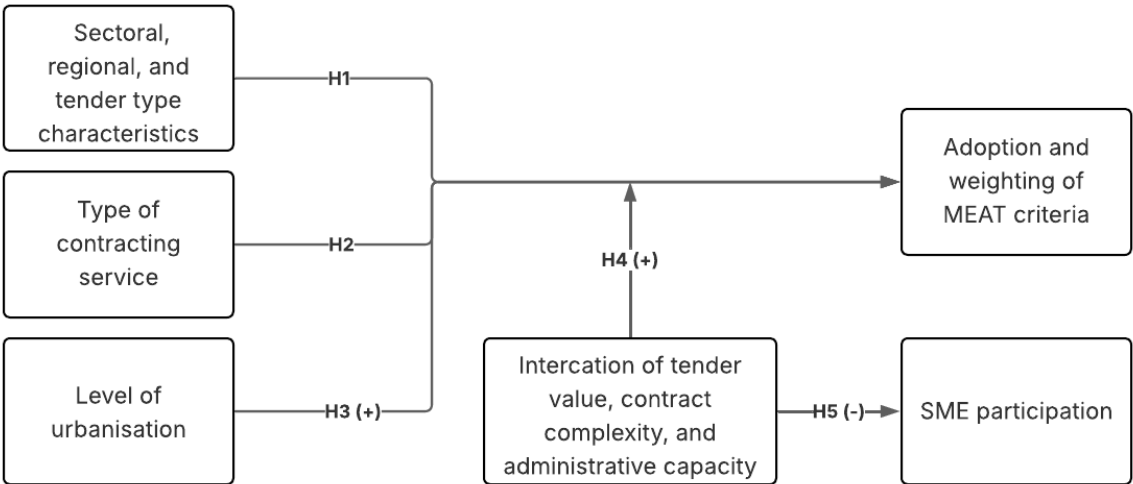 Sectoral,
regional, and
tender type
characteristics
H1
Type of
contracting
service
H2
Level of
urbanisation
H3 (+)
Adoption and
weighting of
MEAT criteria
H4 (+)
Intercation of tender
value, contract
complexity, and
administrative capacity
H5 (-)
SME participation